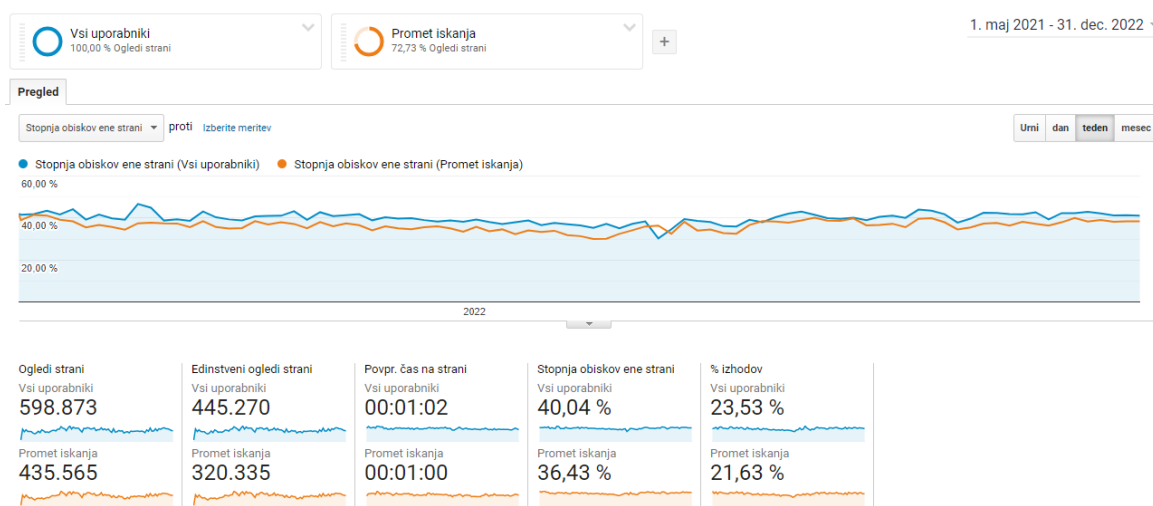 Vsi uporabniki
100,00 % Ogledi strani
Promet iskanja
72,73 % Ogledi strani
+
1. maj 2021 - 31. dec. 2022
Pregled
Stopnja obiskov ene strani proti Izberite meritev
Urni dan teden mesec
Stopnja obiskov ene strani (Vsi uporabniki) Stopnja obiskov ene strani (Promet iskanja)
60,00 %
40,00 %
20,00 %
2022
Ogledi strani
Vsi uporabniki
598.873
Promet iskanja
435.565
Edinstveni ogledi strani
Vsi uporabniki
445.270
Promet iskanja
320.335
Povpr. čas na strani
Vsi uporabniki
00:01:02
Promet iskanja
00:01:00
Stopnja obiskov ene strani
Vsi uporabniki
40,04 %
Promet iskanja
36,43 %
% izhodov
Vsi uporabniki
23,53 %
Promet iskanja
21,63 %